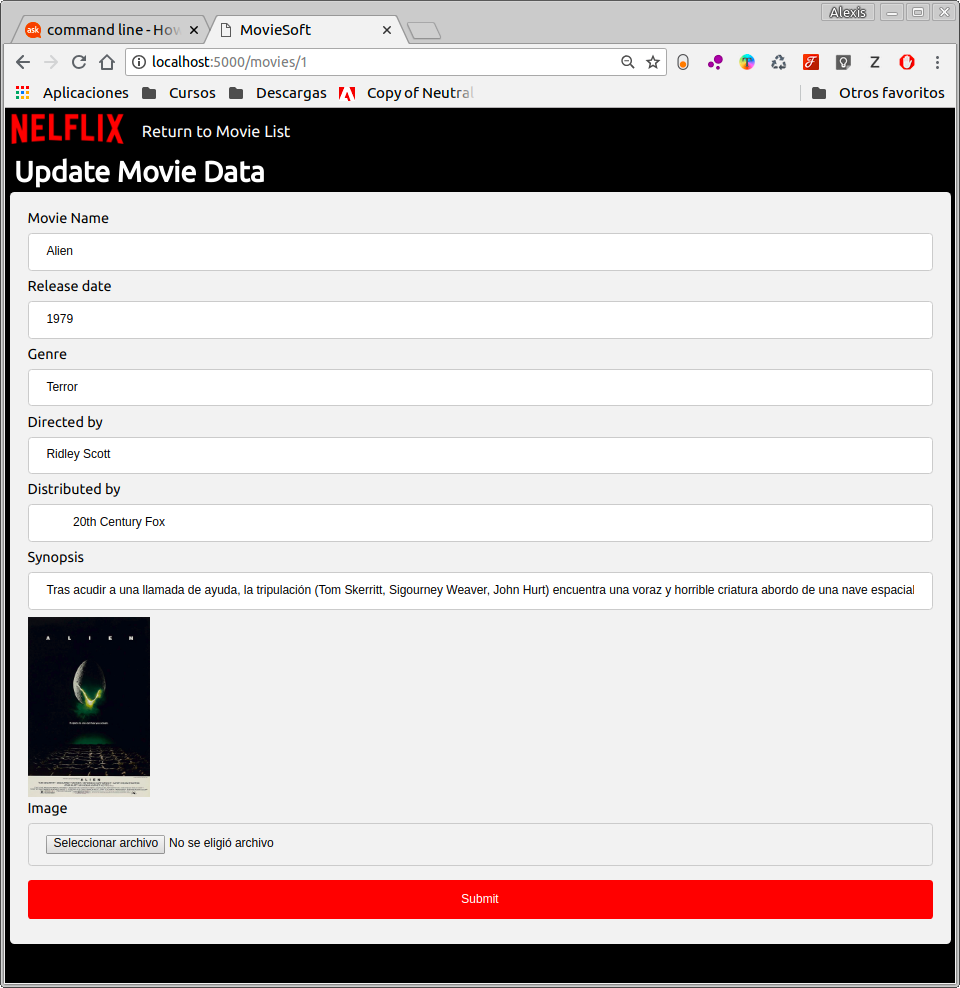 Alexis
command line - How
MovieSoft
localhost:5000/movies/1
Aplicaciones
Cursos
Descargas
Copy of Neutral
Otros favoritos
NELFLIX
Return to Movie List
Update Movie Data
Movie Name
Alien
Release date
1979
Genre
Terror
Directed by
Ridley Scott
Distributed by
20th Century Fox
Synopsis
Tras acudir a una llamada de ayuda, la tripulación (Tom Skerritt, Sigourney Weaver, John Hurt) encuentra una voraz y horrible criatura abordo de una nave espacial
A L I E N
ALIEN
Image
Seleccionar archivo No se eligió archivo
Submit